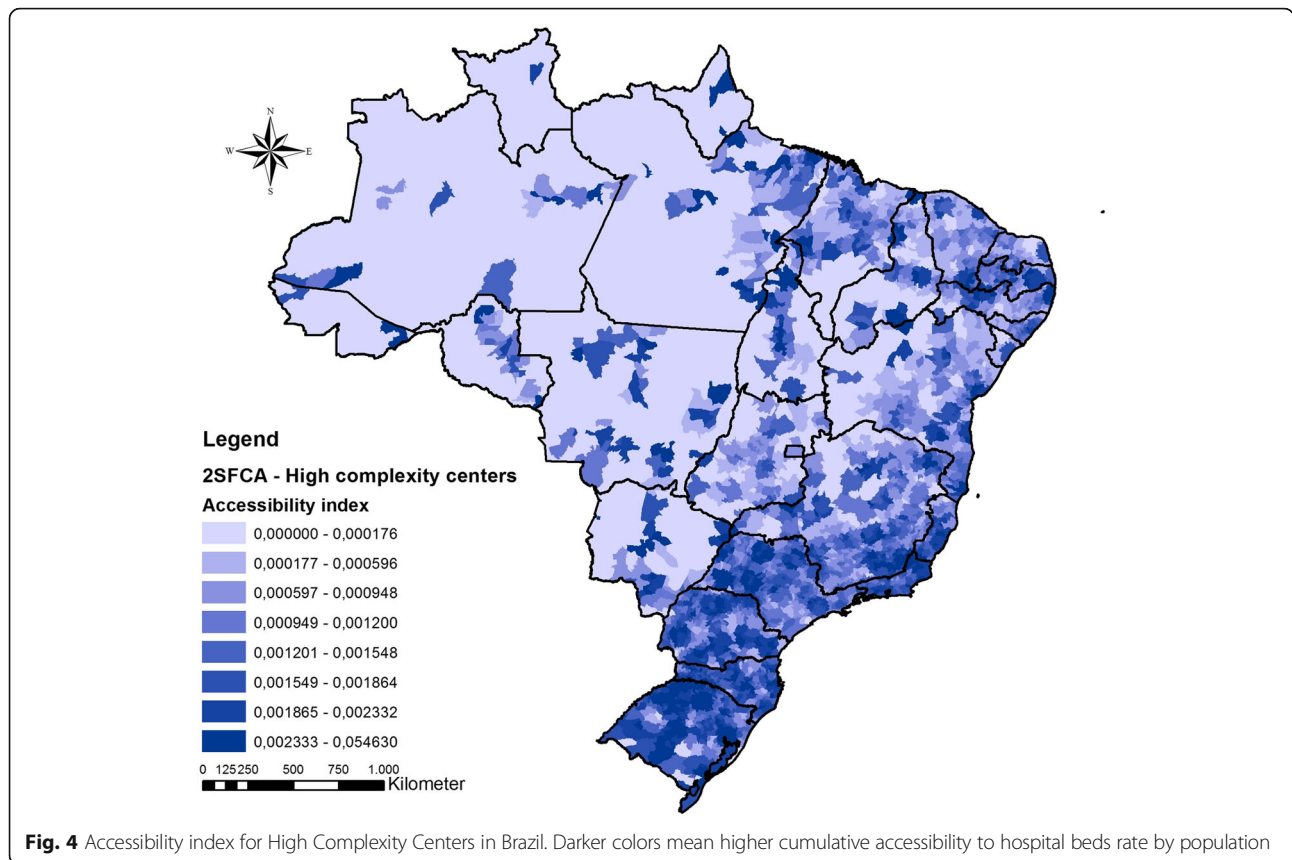 N
W E
S
Legend
2SFCA - High complexity centers
Accessibility index
0,000000 - 0,000176
0,000177 - 0,000596
0,000597 - 0,000948
0,000949 - 0,001200
0,001201 - 0,001548
0,001549 - 0,001864
0,001865 - 0,002332
0,002333 - 0,054630
0 125250 500 750 1.000
Kilometer
Fig. 4 Accessibility index for High Complexity Centers in Brazil. Darker colors mean higher cumulative accessibility to hospital beds rate by population